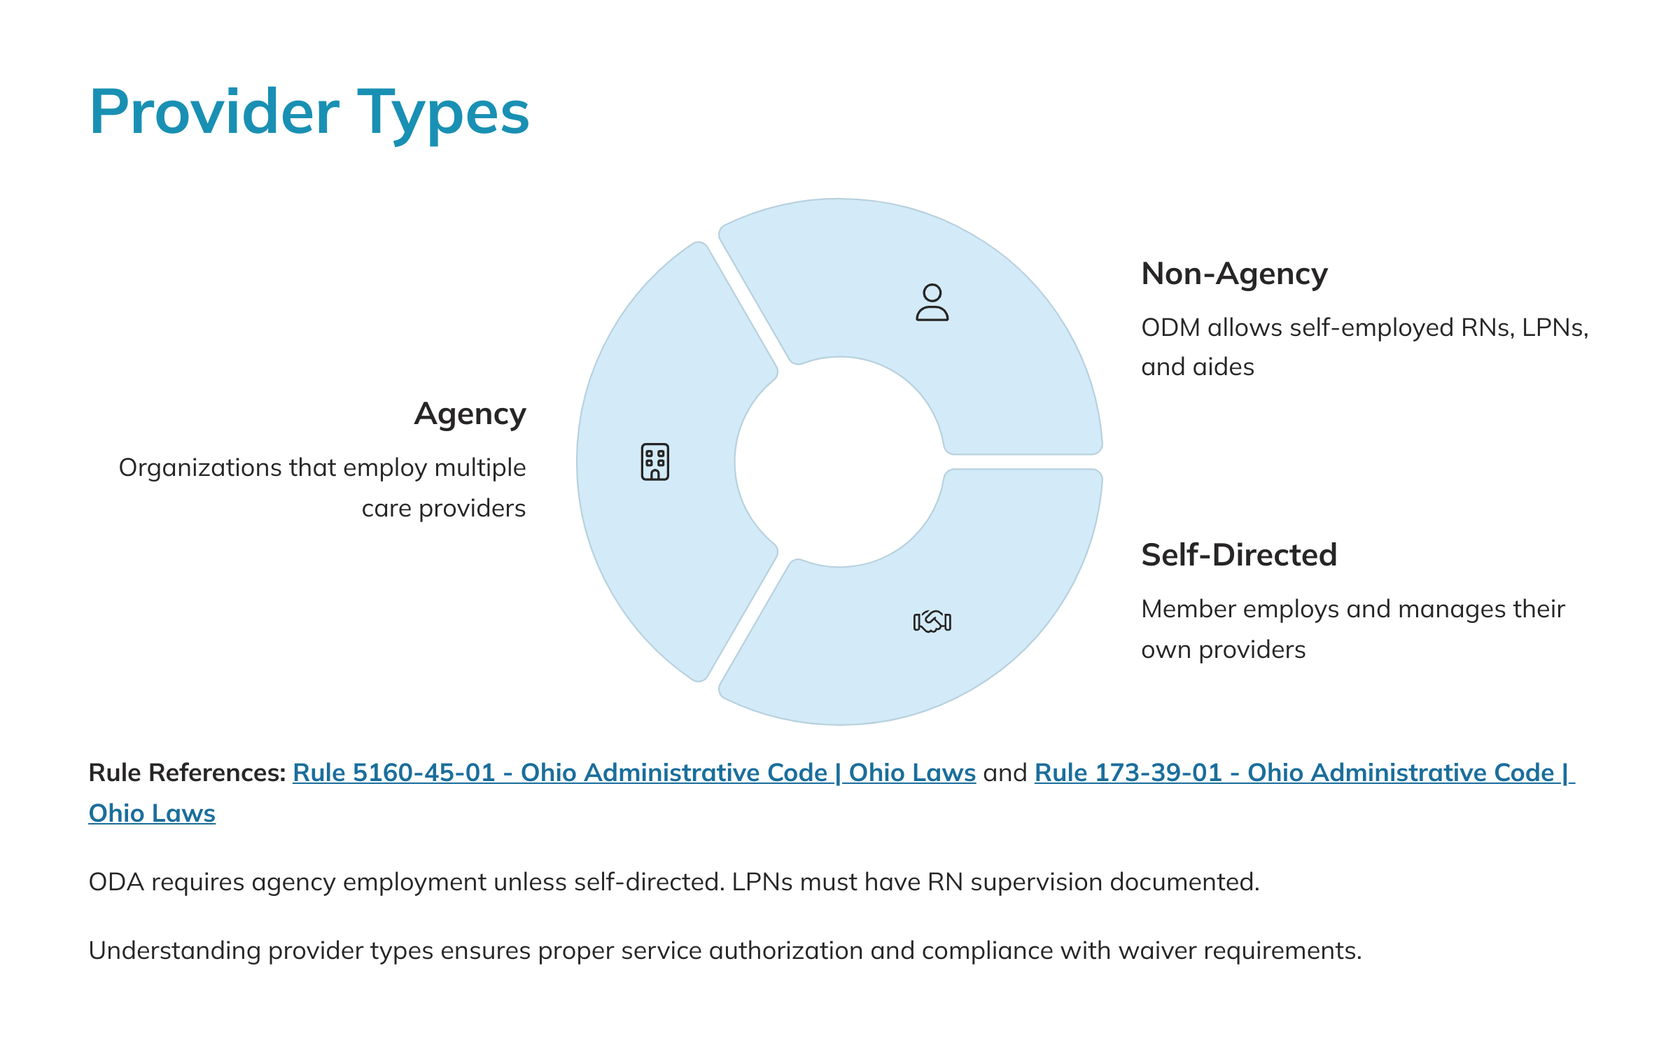 Provider Types
Non-Agency
ODM allows self-employed RNs, LPNs,
and aides
Agency
Organizations that employ multiple
care providers
Self-Directed
Member employs and manages their
own providers
Rule References: Rule 5160-45-01 - Ohio Administrative Code | Ohio Laws and Rule 173-39-01 - Ohio Administrative Code |
Ohio Laws
ODA requires agency employment unless self-directed. LPNs must have RN supervision documented.
Understanding provider types ensures proper service authorization and compliance with waiver requirements.